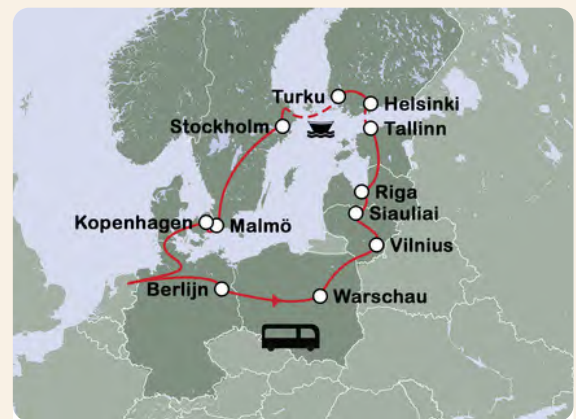 Turku
Helsinki
Stockholm
Tallinn
Riga
Siauliai
Kopenhagen
Malmö
Vilnius
Berlijn
Warschau